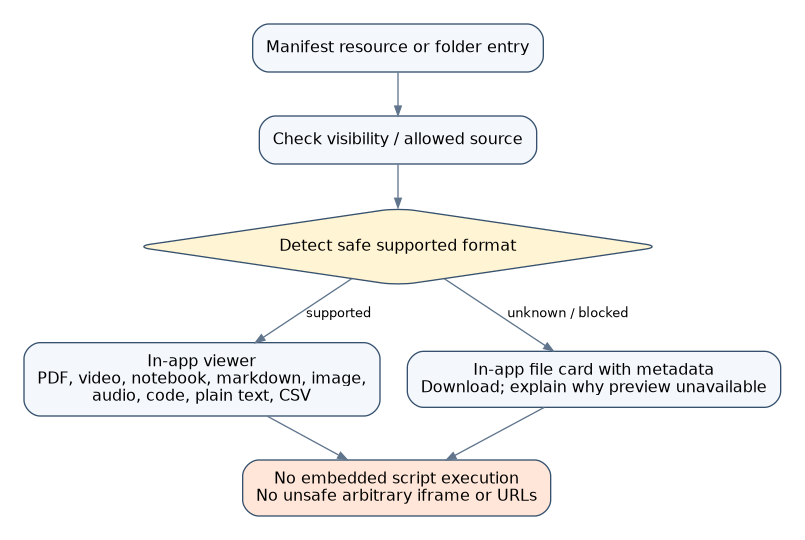 Manifest resource or folder entry
Check visibility / allowed source
Detect safe supported format
supported
unknown / blocked
In-app viewer
PDF, video, notebook, markdown, image,
audio, code, plain text, CSV
In-app file card with metadata
Download; explain why preview unavailable
No embedded script execution
No unsafe arbitrary iframe or URLs